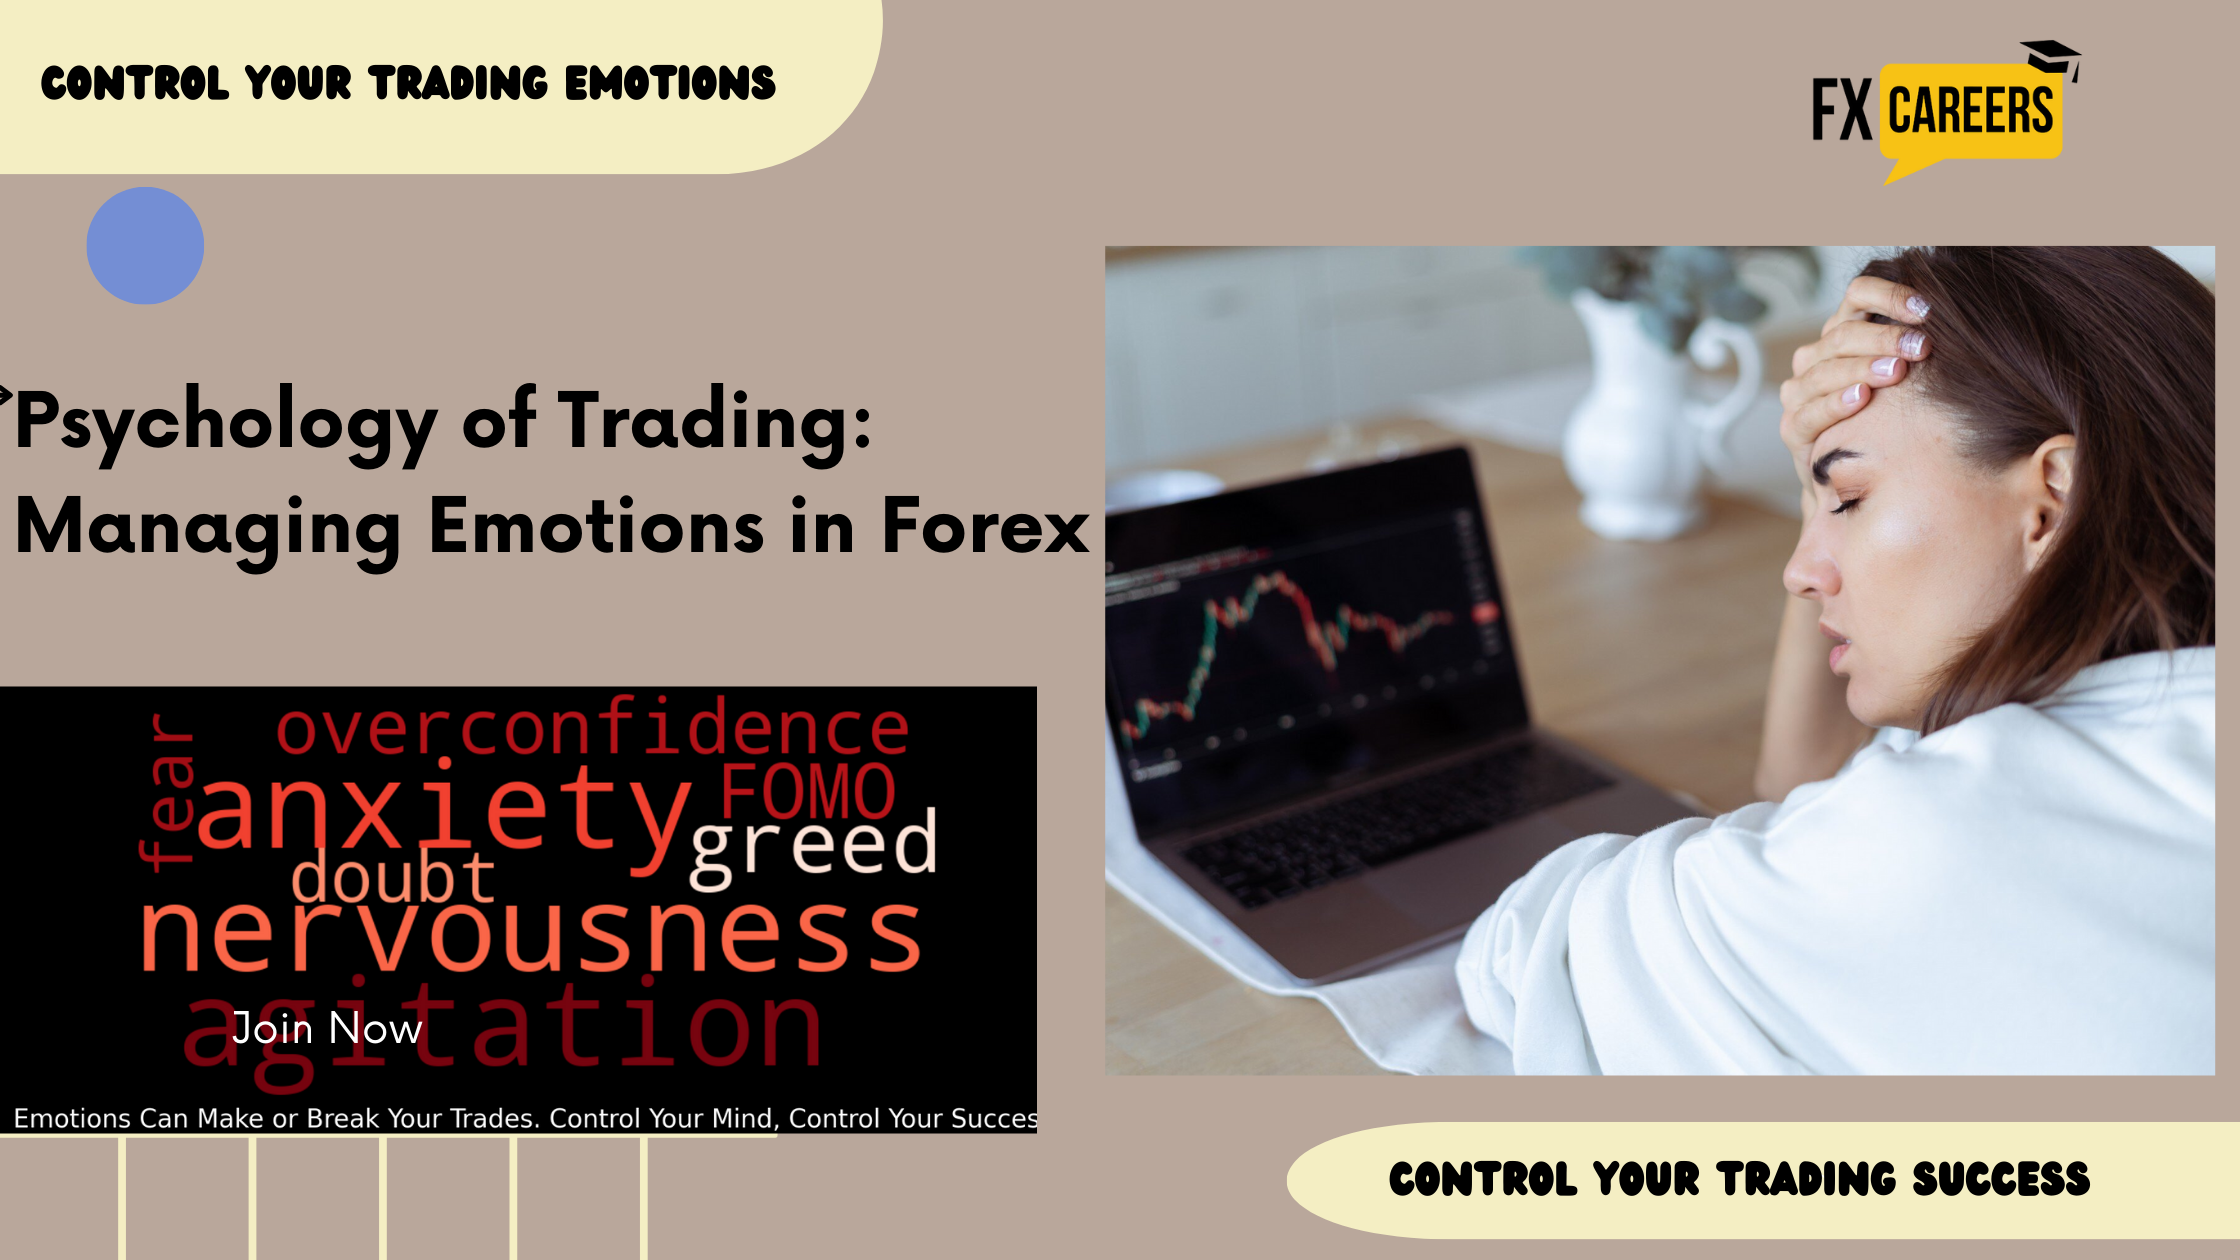 CONTROL YOUR TRADING EMOTIONS
FX CAREERS
Psychology of Trading:
Managing Emotions in Forex
fear
overconfidence
anxiety
FOMO
greed
doubt
nervousness
agitation
Join Now
Emotions Can Make or Break Your Trades. Control Your Mind, Control Your Succes
CONTROL YOUR TRADING SUCCESS